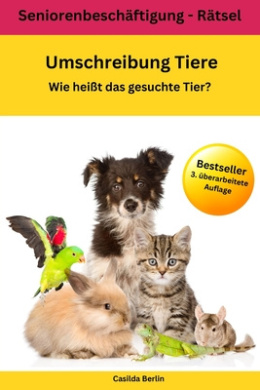 Seniorenbeschäftigung - Rätsel
Umschreibung Tiere
Wie heißt das gesuchte Tier?
Bestseller
3. überarbeitete
Auflage
Casilda Berlin